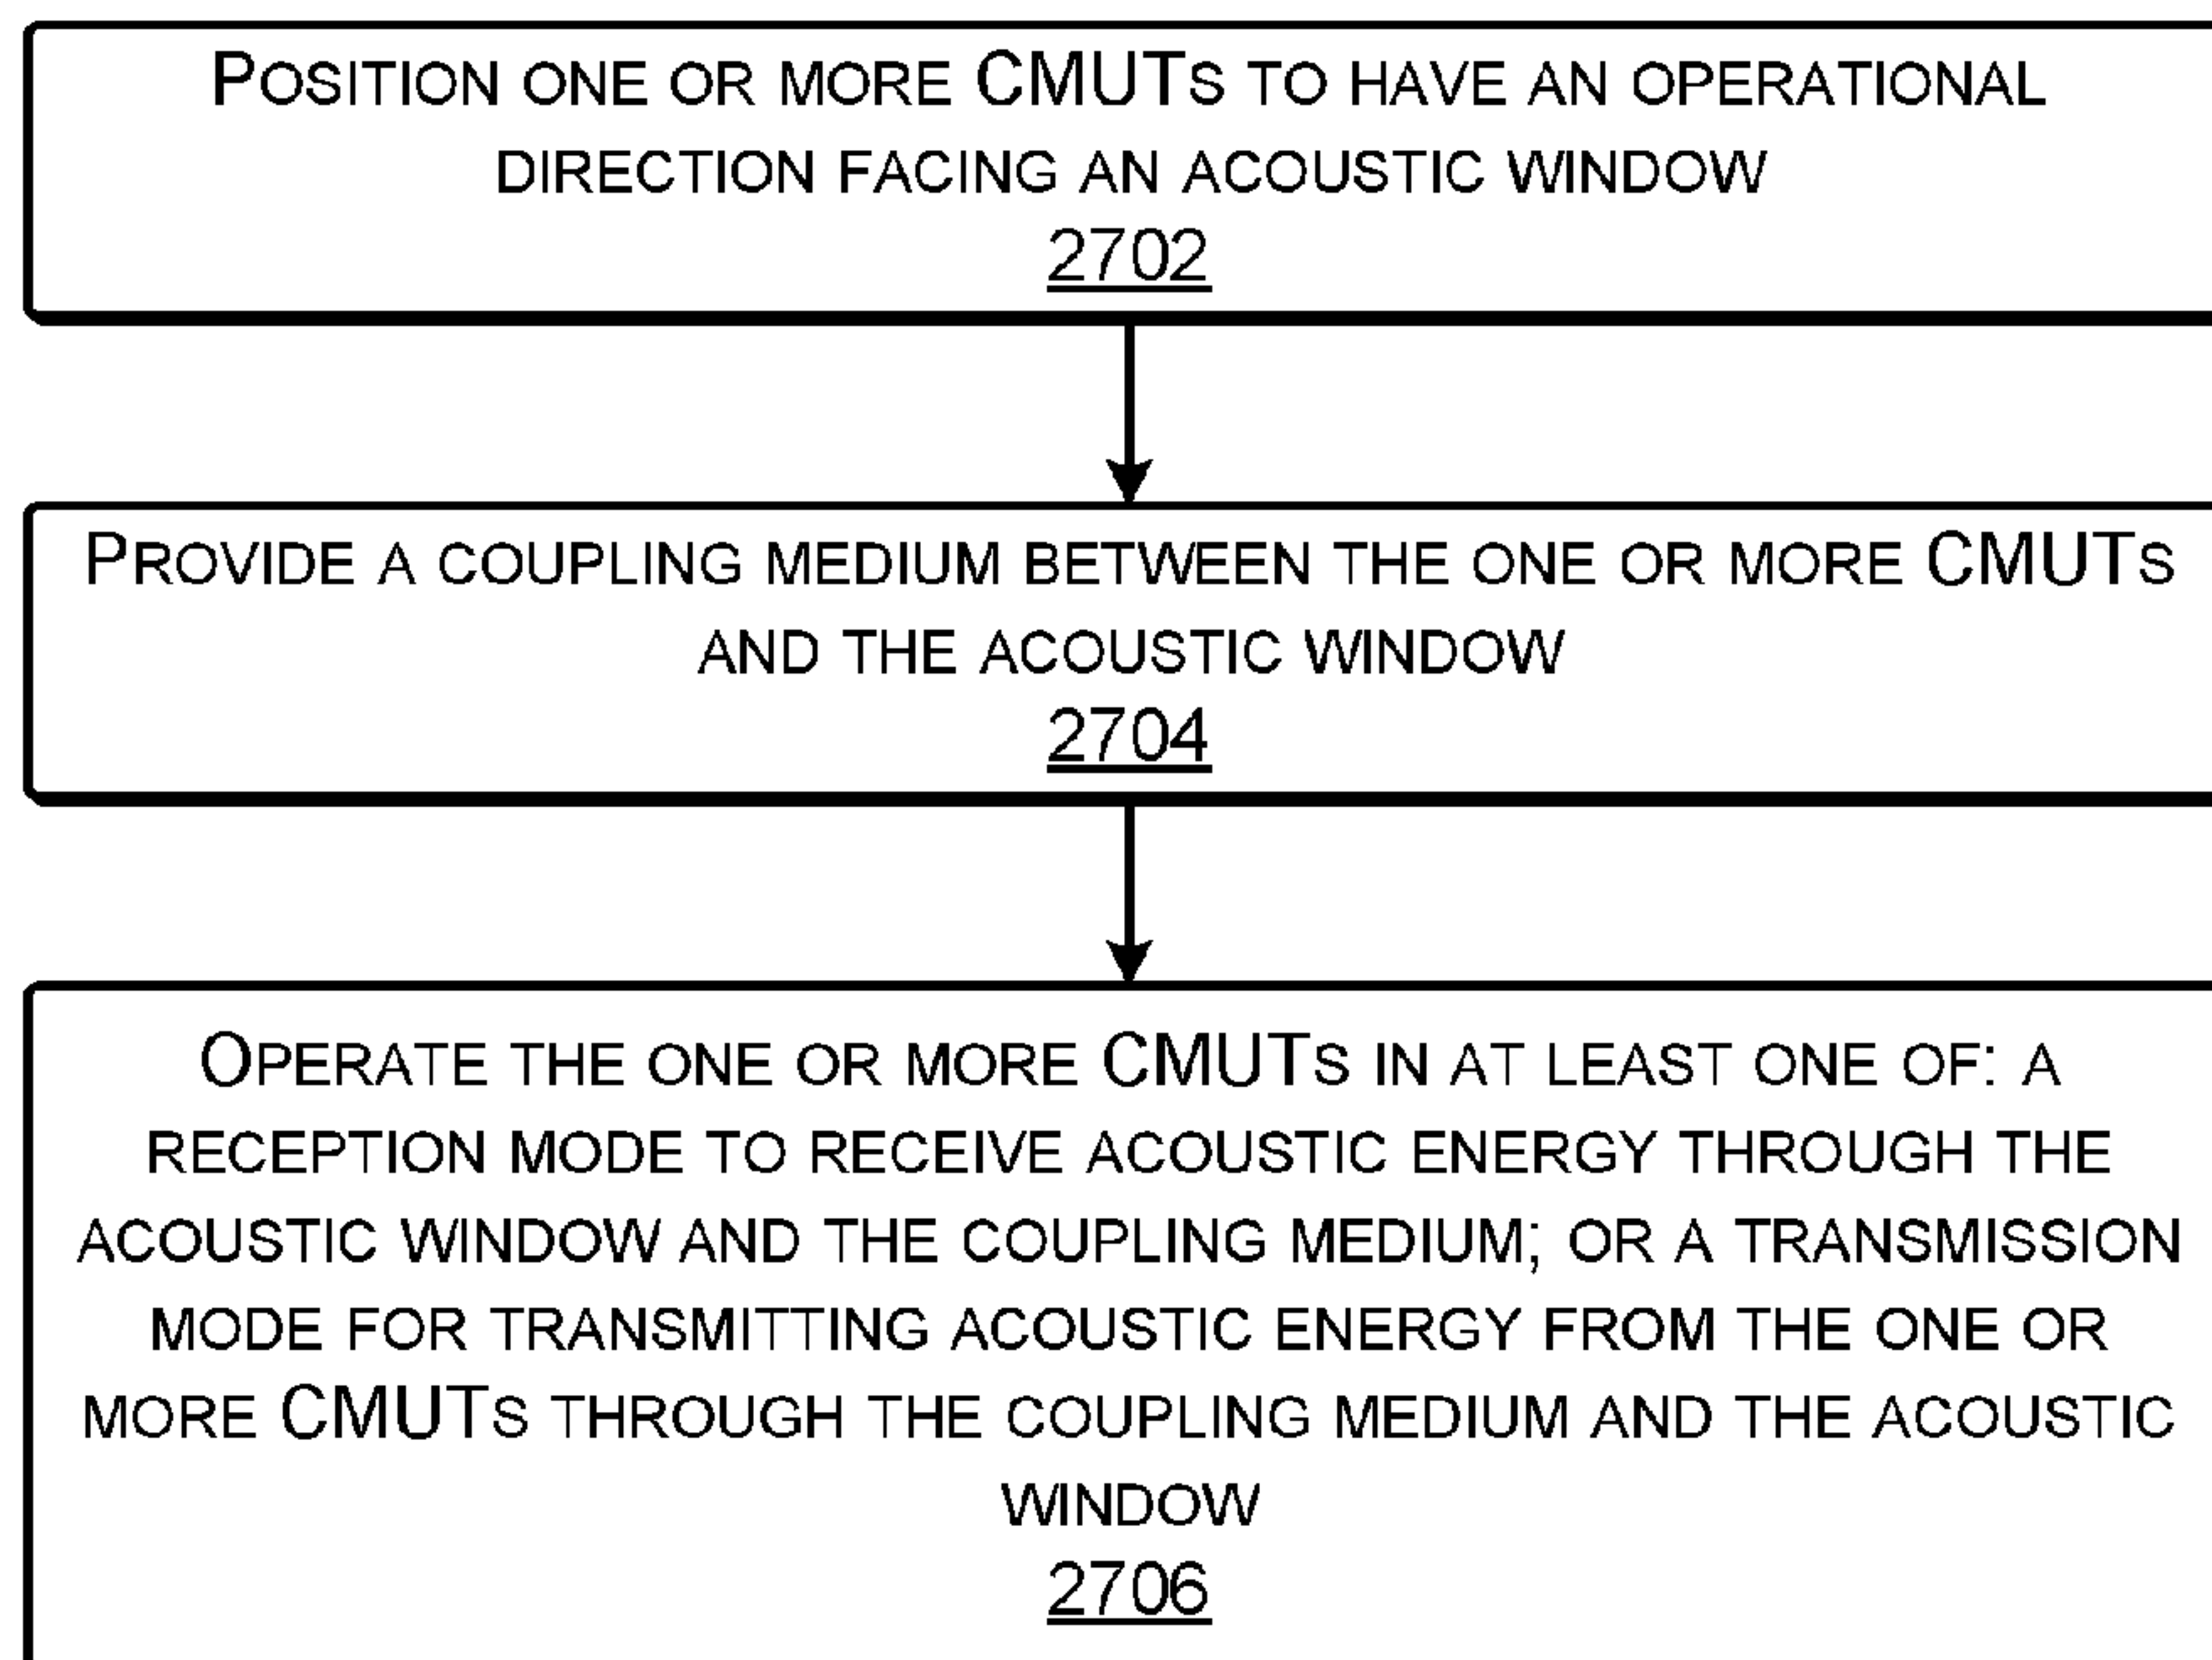 Position one or more CMUTs to have an operational
direction facing an acoustic window
2702
Provide a coupling medium between the one or more CMUTs
and the acoustic window
2704
Operate the one or more CMUTs in at least one of: a
reception mode to receive acoustic energy through the
acoustic window and the coupling medium; or a transmission
mode for transmitting acoustic energy from the one or
more CMUTs through the coupling medium and the acoustic
window
2706